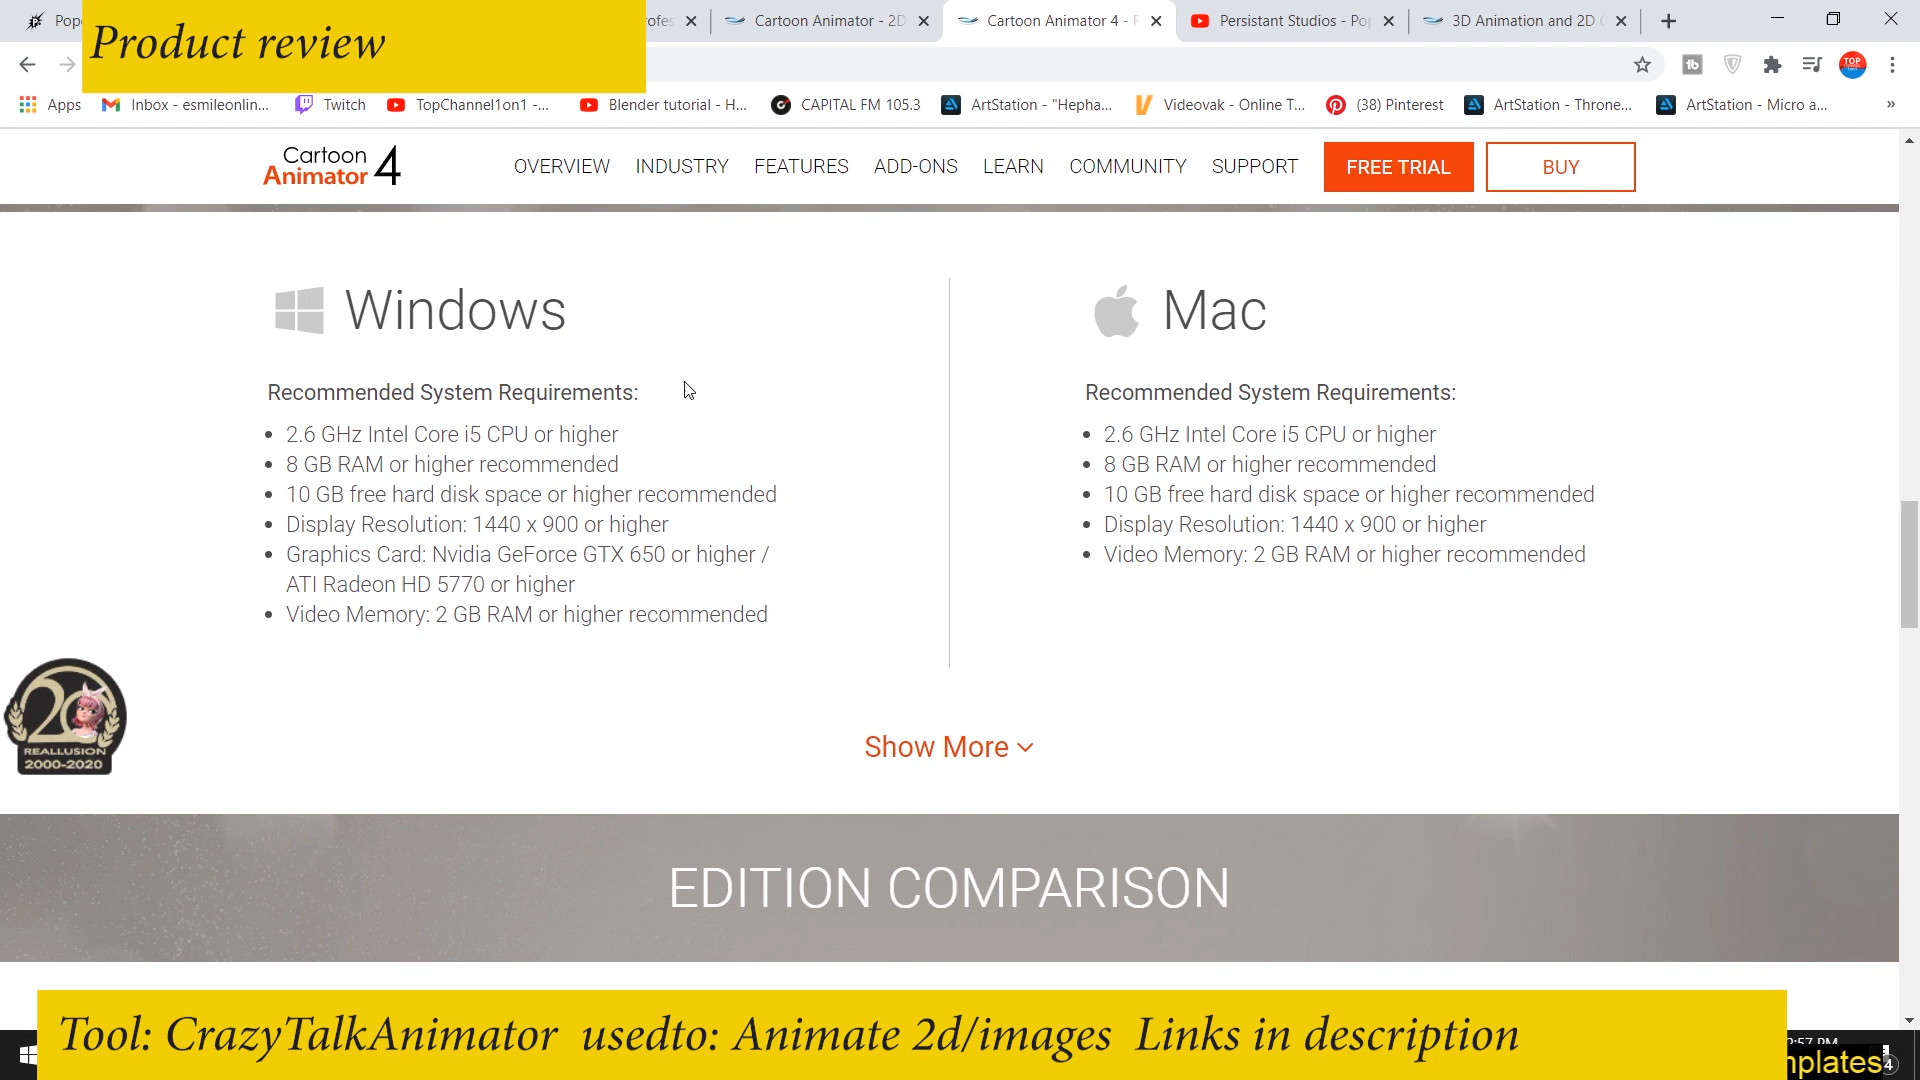 Product review
Cartoon Animator - 2D
Cartoon Animator 4 -
Persistant Studios - Po
3D Animation and 2D
TOP
Apps
Inbox - esmileonlin...
Twitch
TopChannel1on1 -...
Blender tutorial - H...
CAPITAL FM 105.3
ArtStation - "Hepha...
Videovak - Online T...
(38) Pinterest
ArtStation - Throne...
ArtStation - Micro a...
»
Cartoon
Animator 4
OVERVIEW
INDUSTRY
FEATURES
ADD-ONS
LEARN
COMMUNITY
SUPPORT
FREE TRIAL
BUY
Windows
Recommended System Requirements:
• 2.6 GHz Intel Core i5 CPU or higher
• 8 GB RAM or higher recommended
• 10 GB free hard disk space or higher recommended
• Display Resolution: 1440 x 900 or higher
• Graphics Card: Nvidia GeForce GTX 650 or higher /
ATI Radeon HD 5770 or higher
• Video Memory: 2 GB RAM or higher recommended
Mac
Recommended System Requirements:
• 2.6 GHz Intel Core i5 CPU or higher
• 8 GB RAM or higher recommended
• 10 GB free hard disk space or higher recommended
• Display Resolution: 1440 x 900 or higher
• Video Memory: 2 GB RAM or higher recommended
20
REALLUSION
2000-2020
Show More
EDITION COMPARISON
Tool: CrazyTalkAnimator usedto: Animate 2d/images Links in description
:57 PM
mplates
4